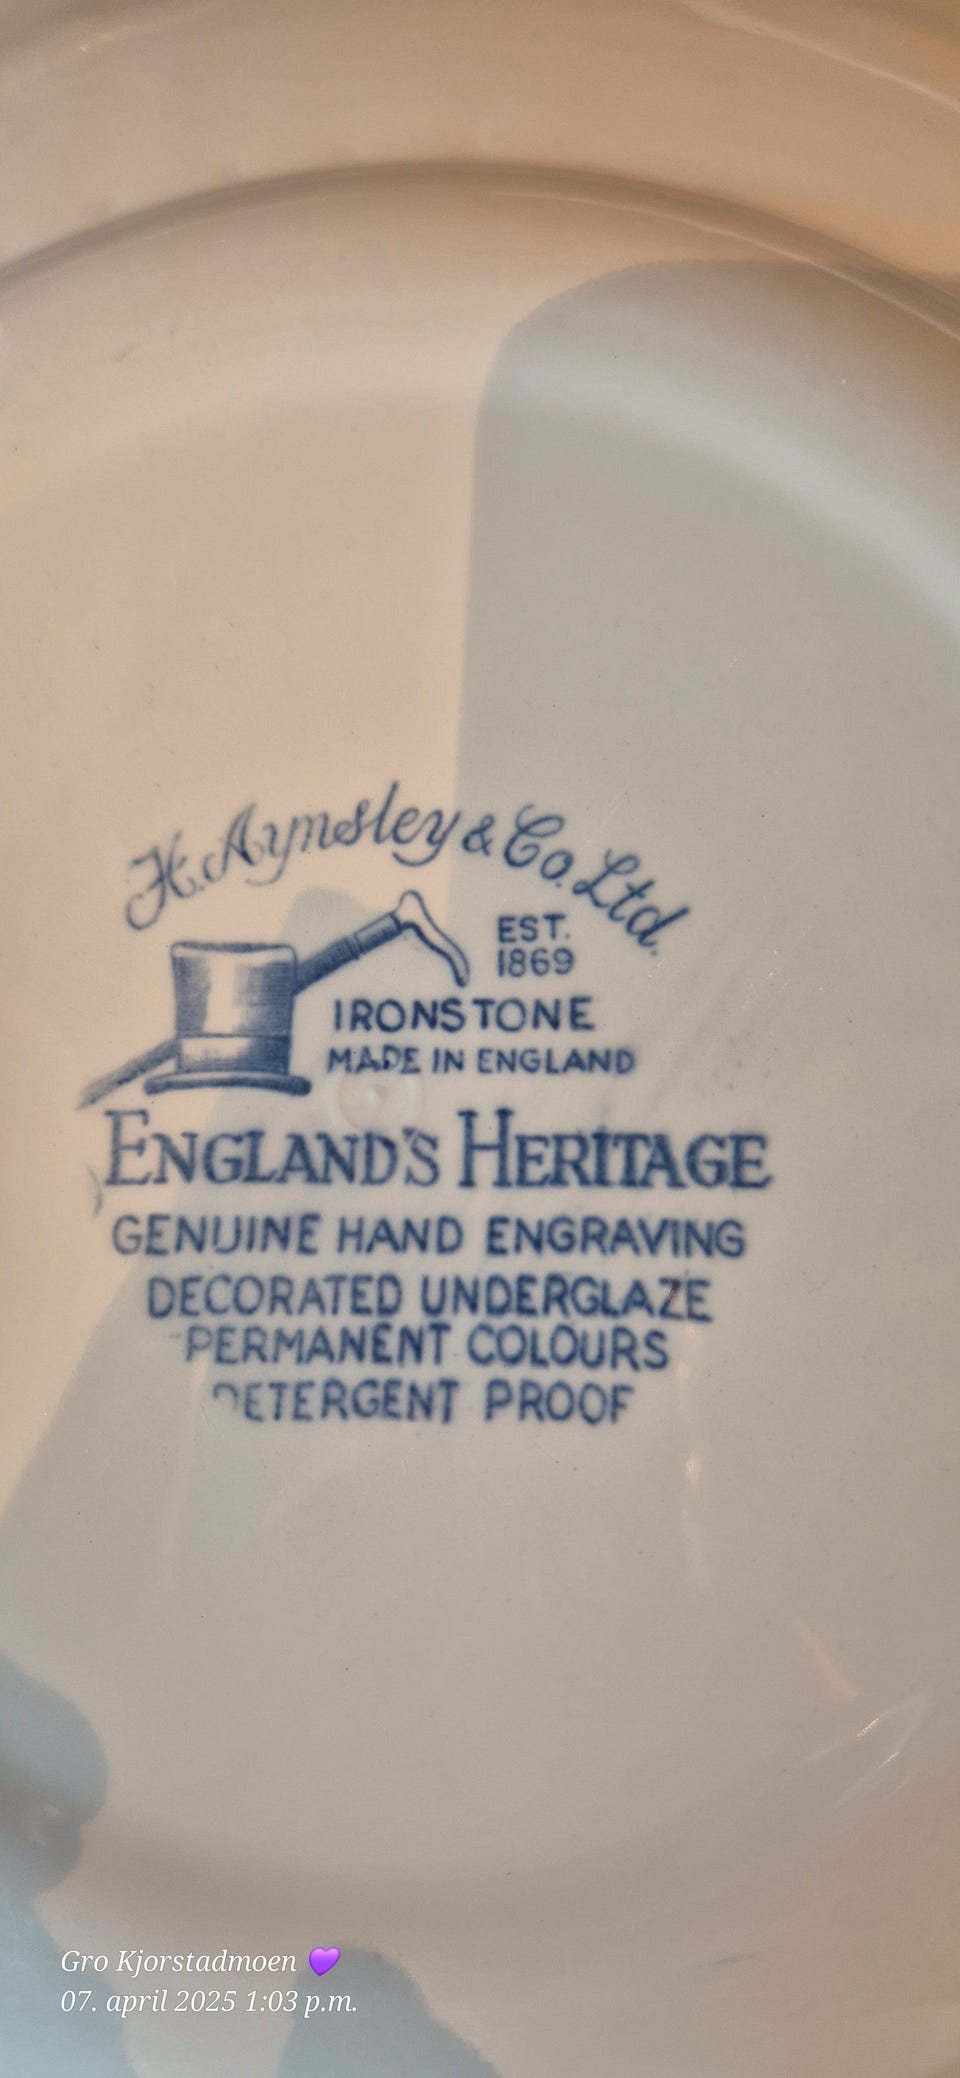 H. Aynsley & Co. Ltd.
EST.
1869
IRONSTONE
MADE IN ENGLAND
ENGLAND'S HERITAGE
GENUINE HAND ENGRAVING
DECORATED UNDERGLAZE
PERMANENT COLOURS
DETERGENT PROOF
Gro Kjorstadmoen 💜
07. april 2025 1:03 p.m.